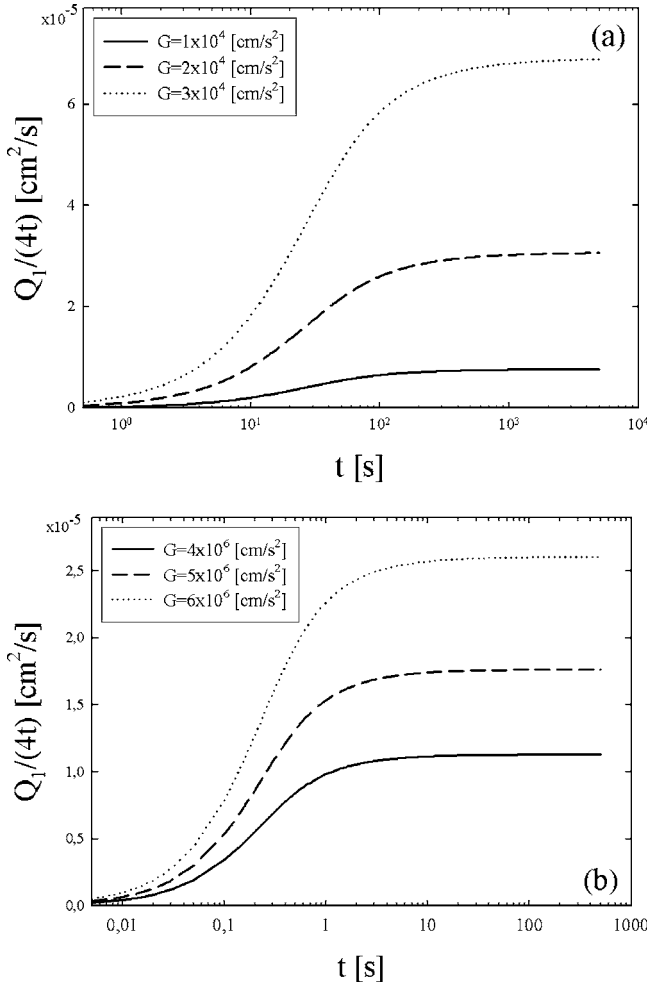 x10⁻⁵
(a)
G=1x10⁴ [cm/s²]
G=2x10⁴ [cm/s²]
G=3x10⁴ [cm/s²]
6
4
2
0
Q₁/(4t) [cm²/s]
10⁰ 10¹ 10² 10³ 10⁴
t [s]
x10⁻⁵
G=4x10⁶ [cm/s²]
G=5x10⁶ [cm/s²]
G=6x10⁶ [cm/s²]
2,5
2,0
1,5
1,0
0,5
0,0
Q₁/(4t) [cm²/s]
(b)
0,01 0,1 1 10 100 1000
t [s]